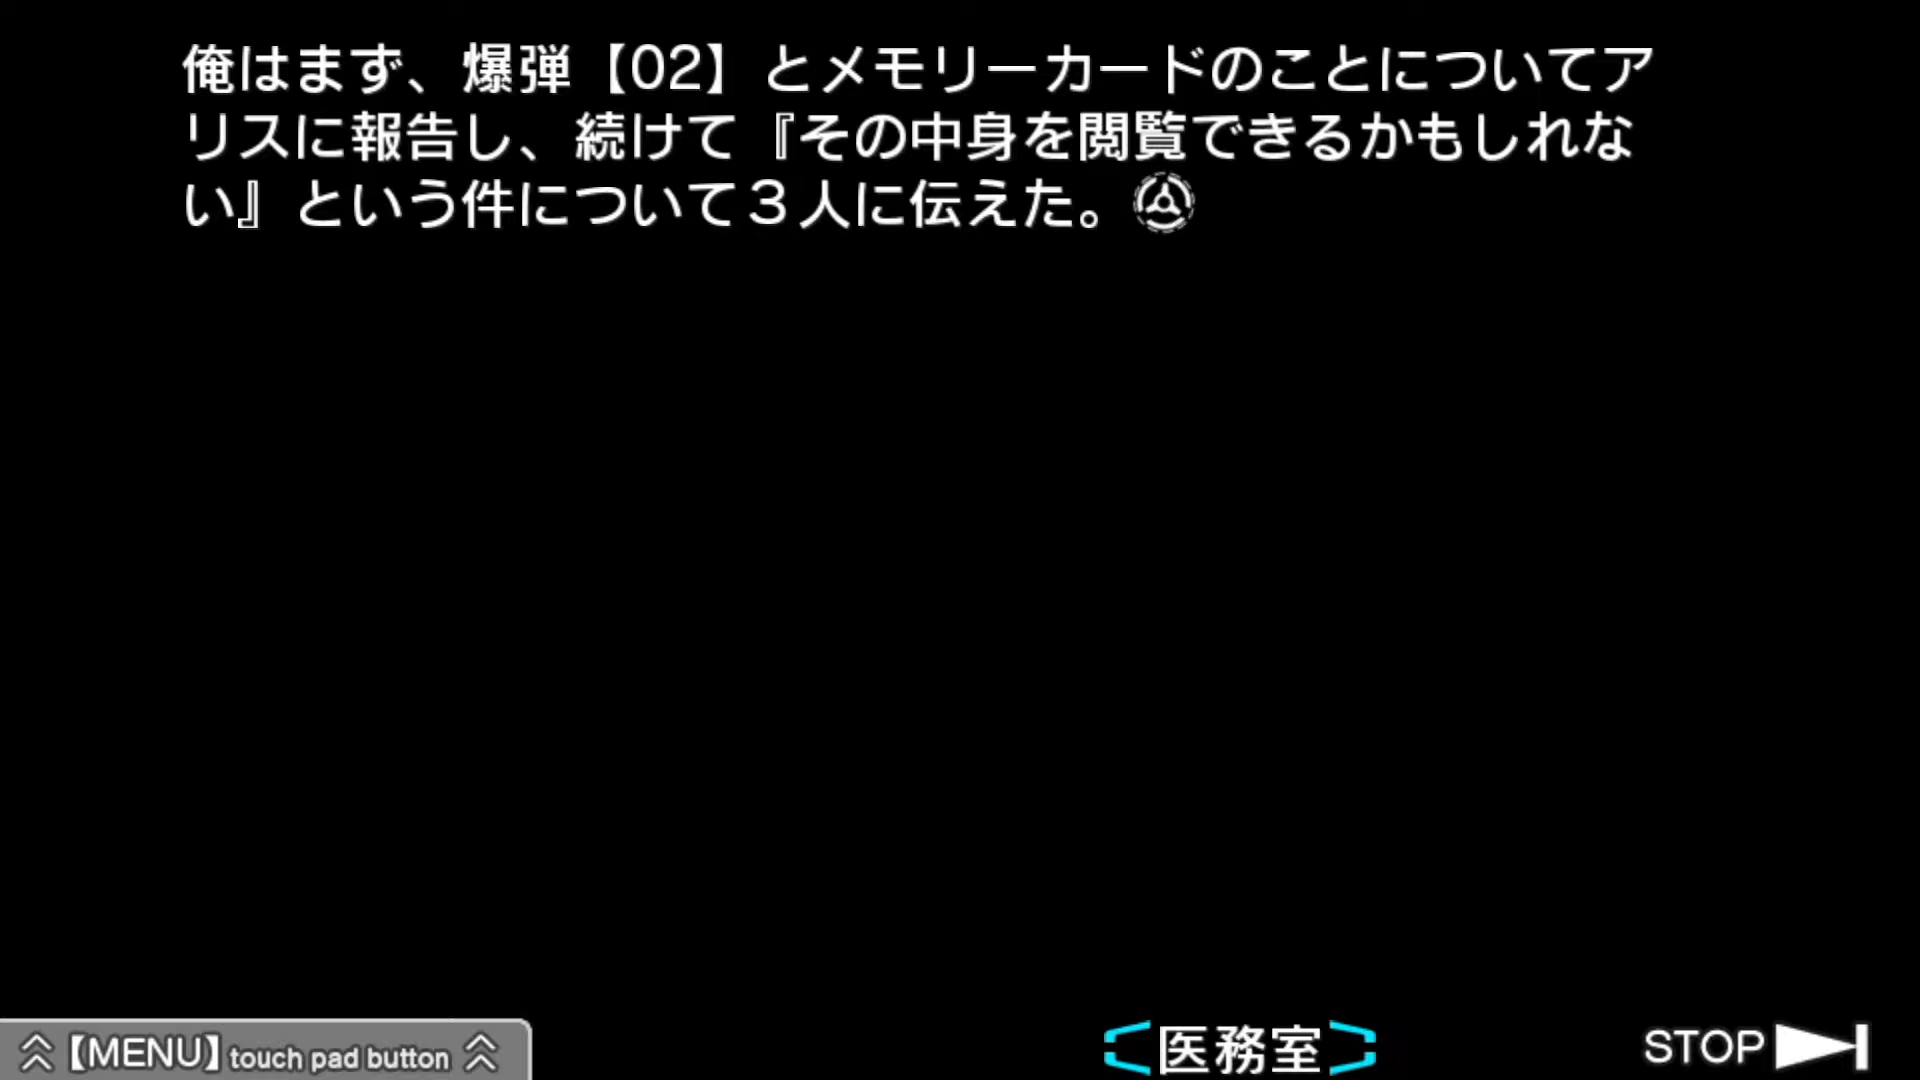 俺はまず、爆弾【02】とメモリーカードのことについてア
リスに報告し、続けて『その中身を閲覧できるかもしれな
い』という件について３人に伝えた。
【MENU】touch pad button
医務室
STOP